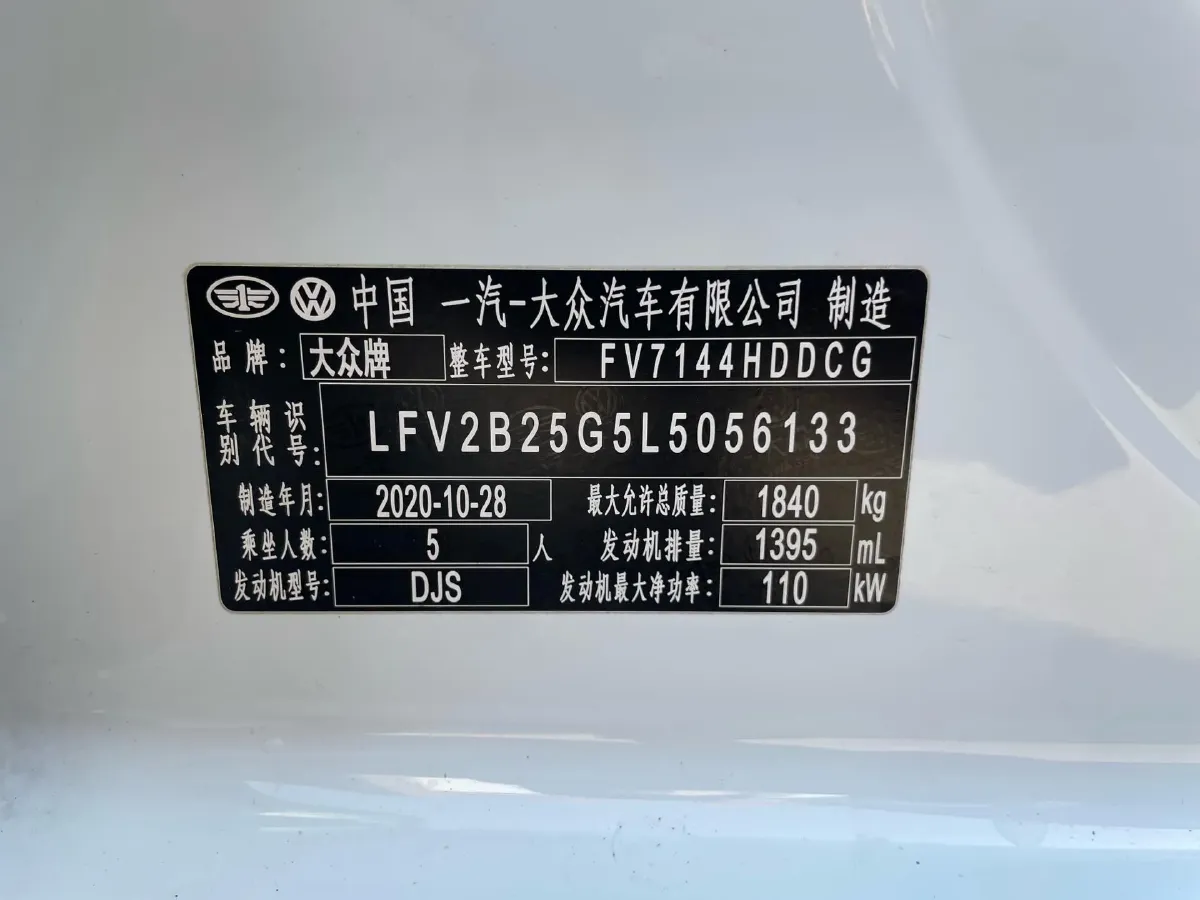 中国 一汽-大众汽车有限公司 制造
品牌: 大众牌 整车型号: FV7144HDDCG
车辆识
别代号: LFV2B25G5L5056133
制造年月: 2020-10-28 最大允许总质量: 1840 kg
乘坐人数: 5 人 发动机排量: 1395 mL
发动机型号: DJS 发动机最大净功率: 110 kW